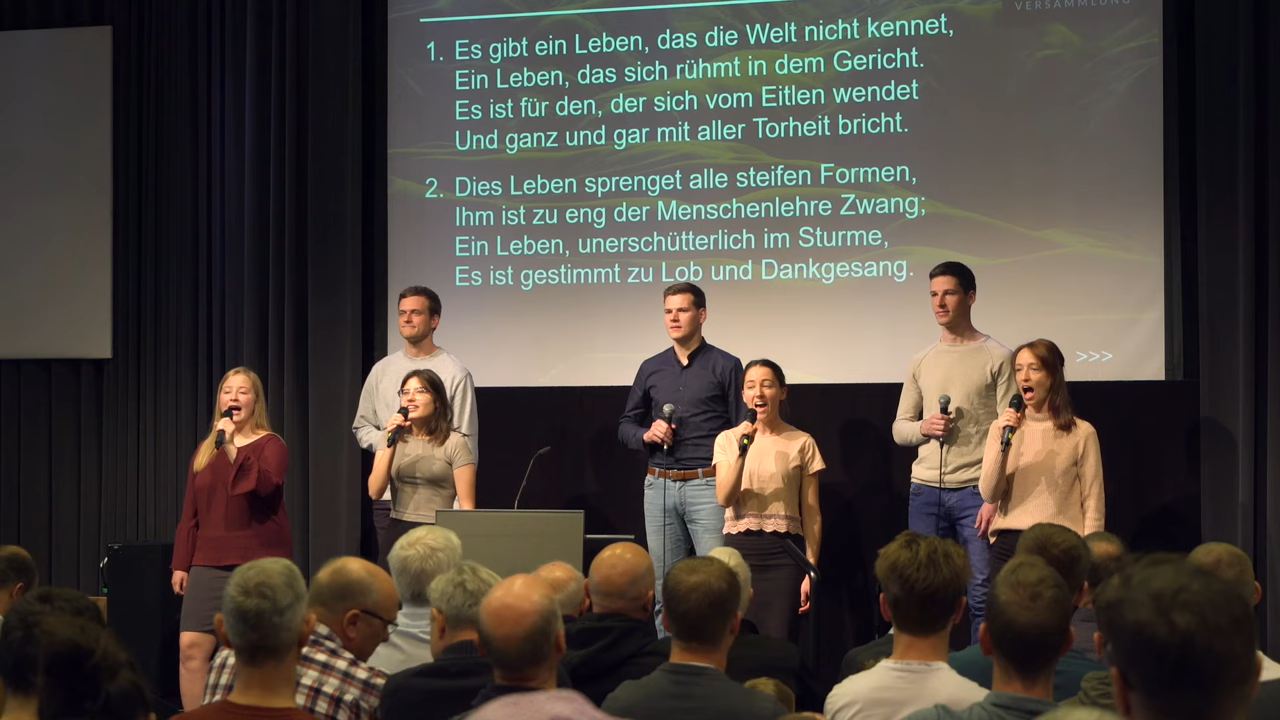 VERSAMMLUNG
1. Es gibt ein Leben, das die Welt nicht kennet,
Ein Leben, das sich rühmt in dem Gericht.
Es ist für den, der sich vom Eitlen wendet
Und ganz und gar mit aller Torheit bricht.
2. Dies Leben sprenget alle steifen Formen,
Ihm ist zu eng der Menschenlehre Zwang;
Ein Leben, unerschütterlich im Sturme,
Es ist gestimmt zu Lob und Dankgesang.
>>>